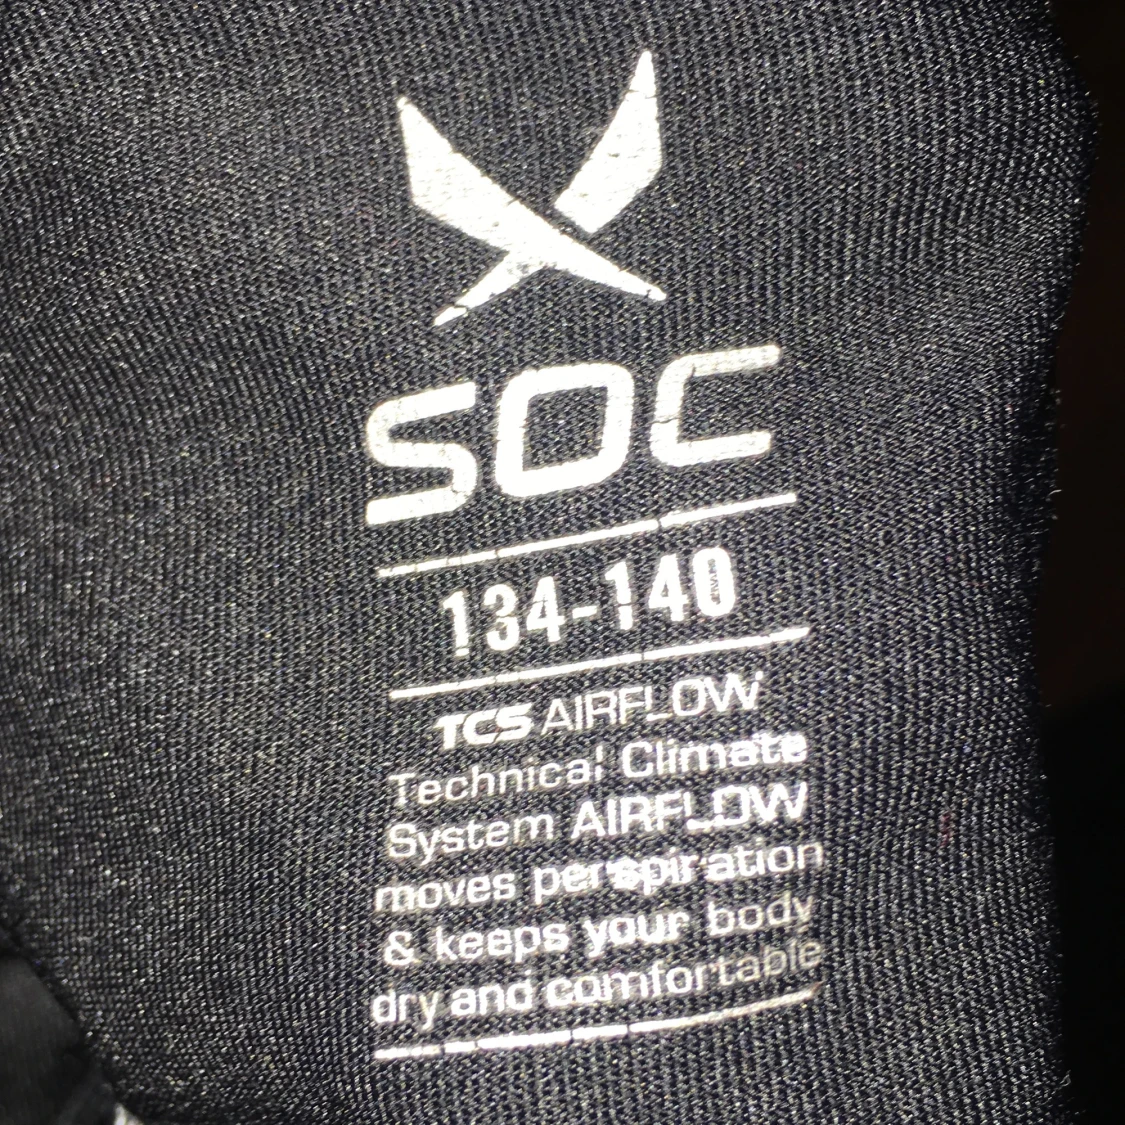 SOC
134-140
TCS AIRFLOW
Technical Climate
System AIRFLOW
moves perspiration
& keeps your body
dry and comfortable